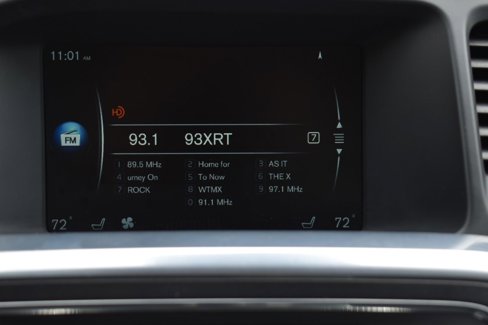 11:01 AM
HD
FM
93.1 93XRT 7
1 89.5 MHz 2 Home for 3 AS IT
4 urney On 5 To Now 6 THE X
7 ROCK 8 WTMX 9 97.1 MHz
0 91.1 MHz
72° 72°